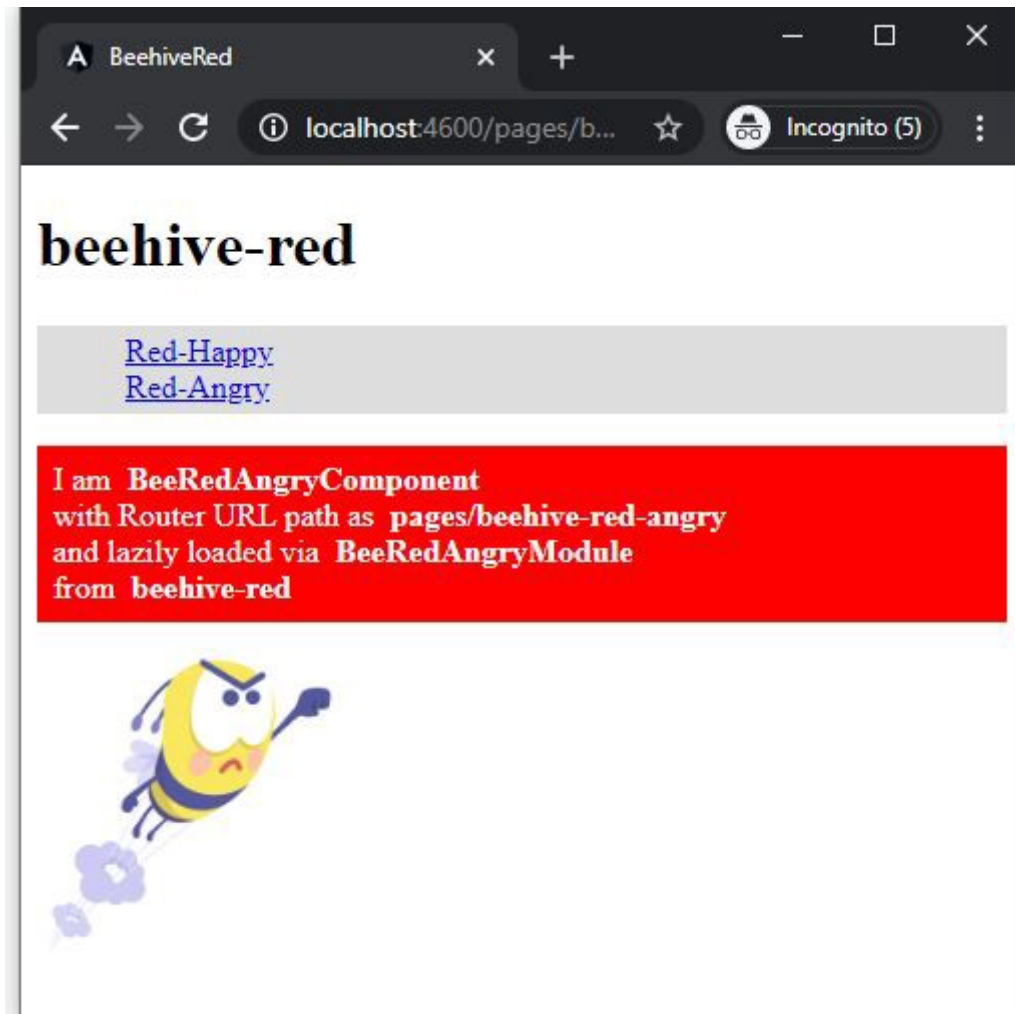 BeehiveRed
localhost:4600/pages/b...
Incognito (5)
beehive-red
Red-Happy
Red-Angry
I am BeeRedAngryComponent
with Router URL path as pages/beehive-red-angry
and lazily loaded via BeeRedAngryModule
from beehive-red